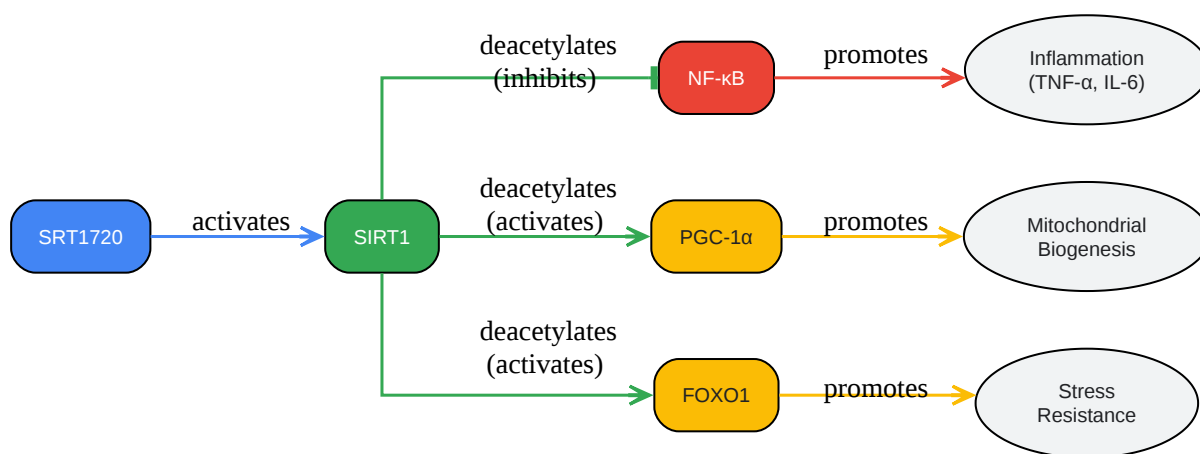 deacetylates
(inhibits)
NF-κB
promotes
Inflammation
(TNF-α, IL-6)
SRT1720
activates
SIRT1
deacetylates
(activates)
PGC-1α
promotes
Mitochondrial
Biogenesis
deacetylates
(activates)
FOXO1
promotes
Stress
Resistance